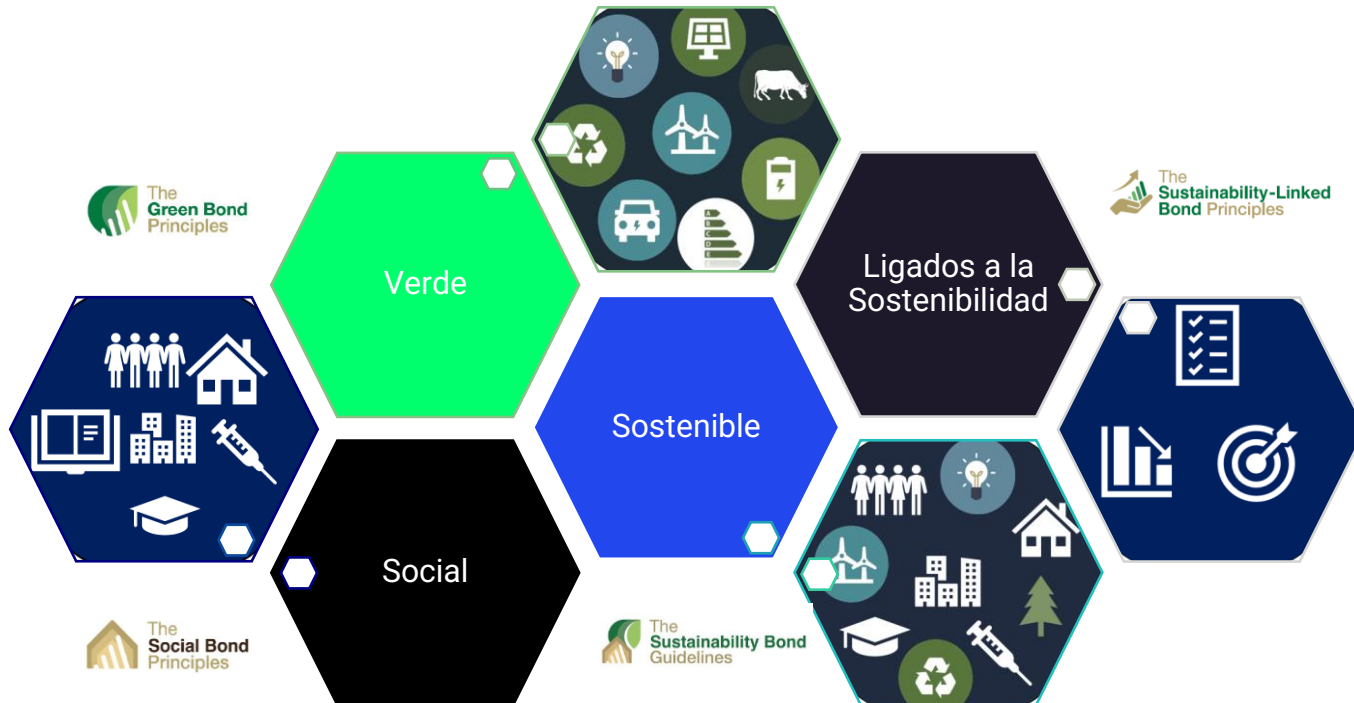 The
Green Bond
Principles
Verde
Ligados a la
Sostenibilidad
The
Sustainability-Linked
Bond Principles
Sostenible
Social
The
Social Bond
Principles
The
Sustainability Bond
Guidelines